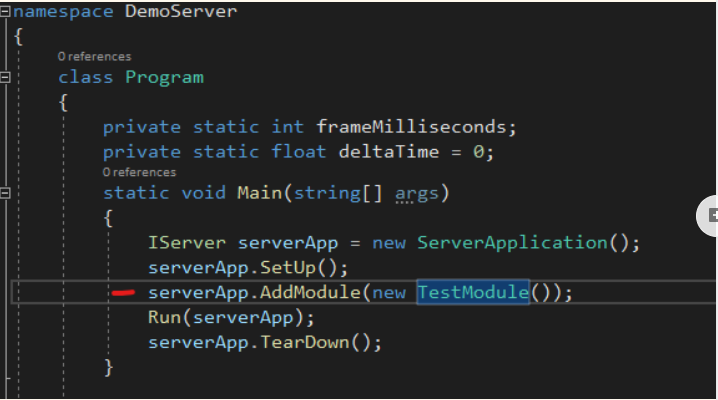 namespace DemoServer
{
0 references
class Program
{
private static int frameMilliseconds;
private static float deltaTime = 0;
0 references
static void Main(string[] args)
{
IServer serverApp = new ServerApplication();
serverApp.SetUp();
serverApp.AddModule(new TestModule());
Run(serverApp);
serverApp.TearDown();
}